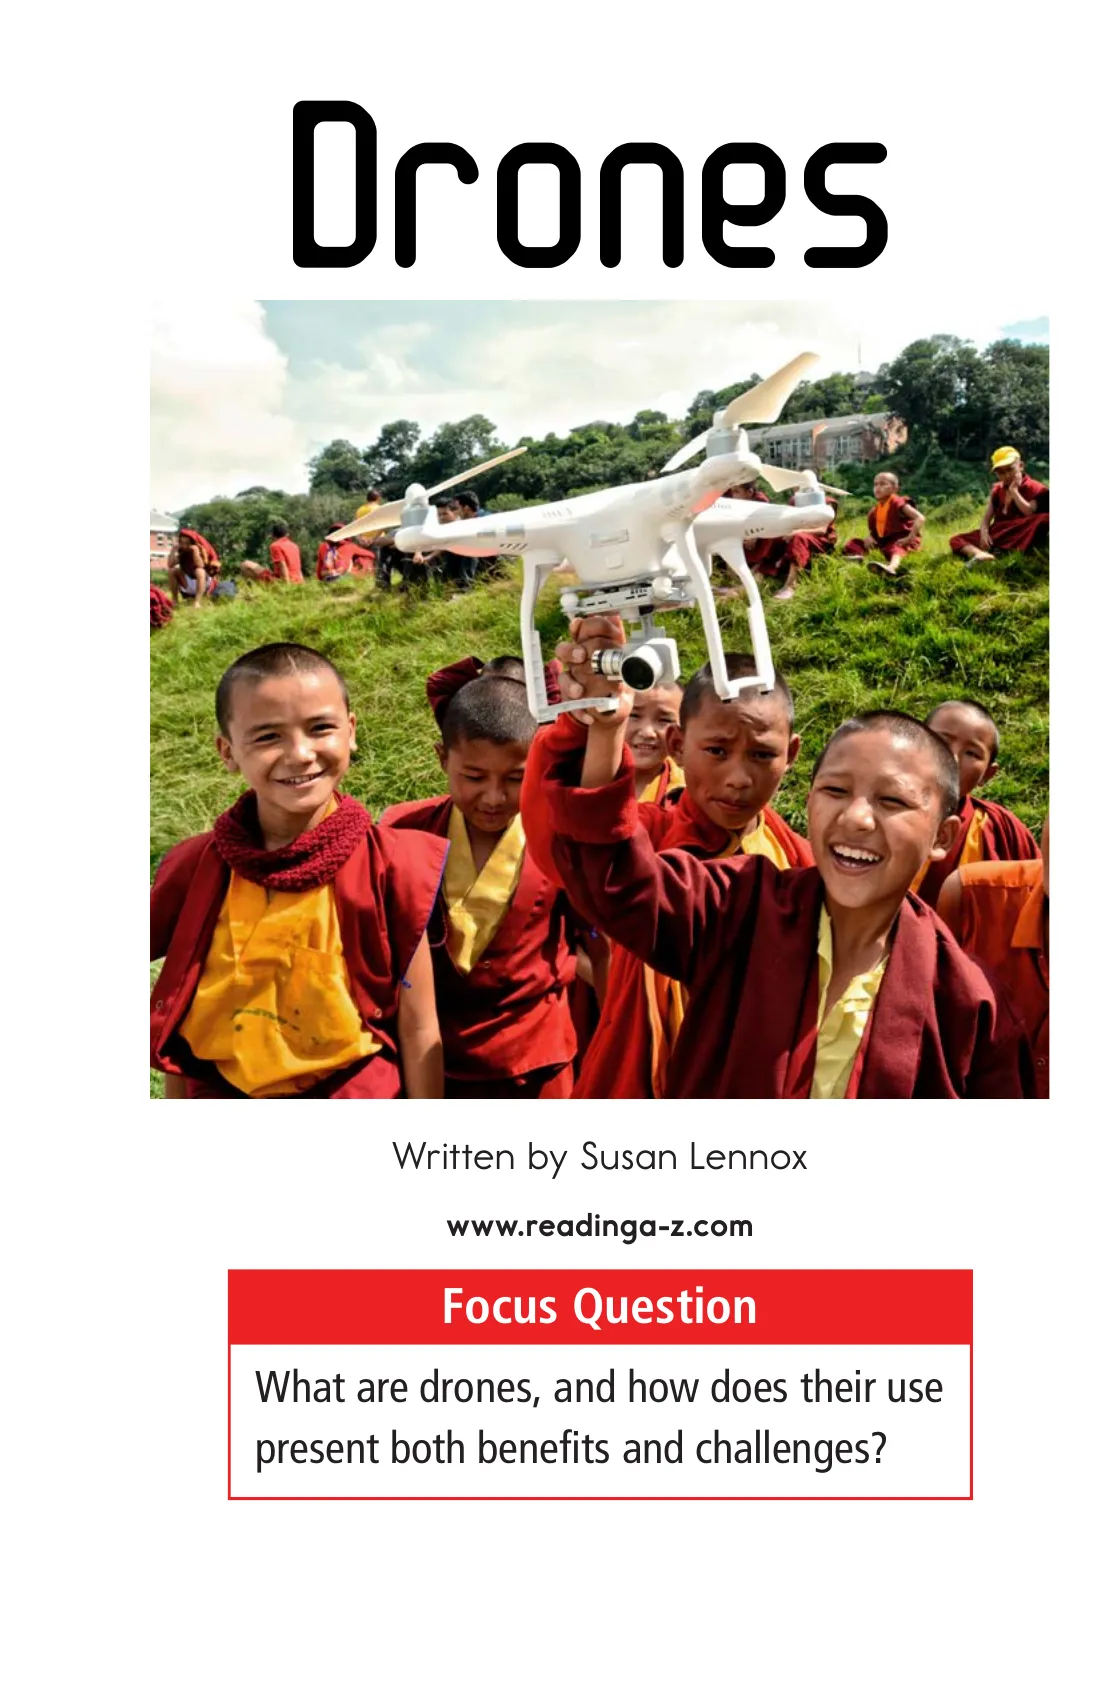 Drones
Written by Susan Lennox
www.readinga-z.com
Focus Question
What are drones, and how does their use
present both benefits and challenges?